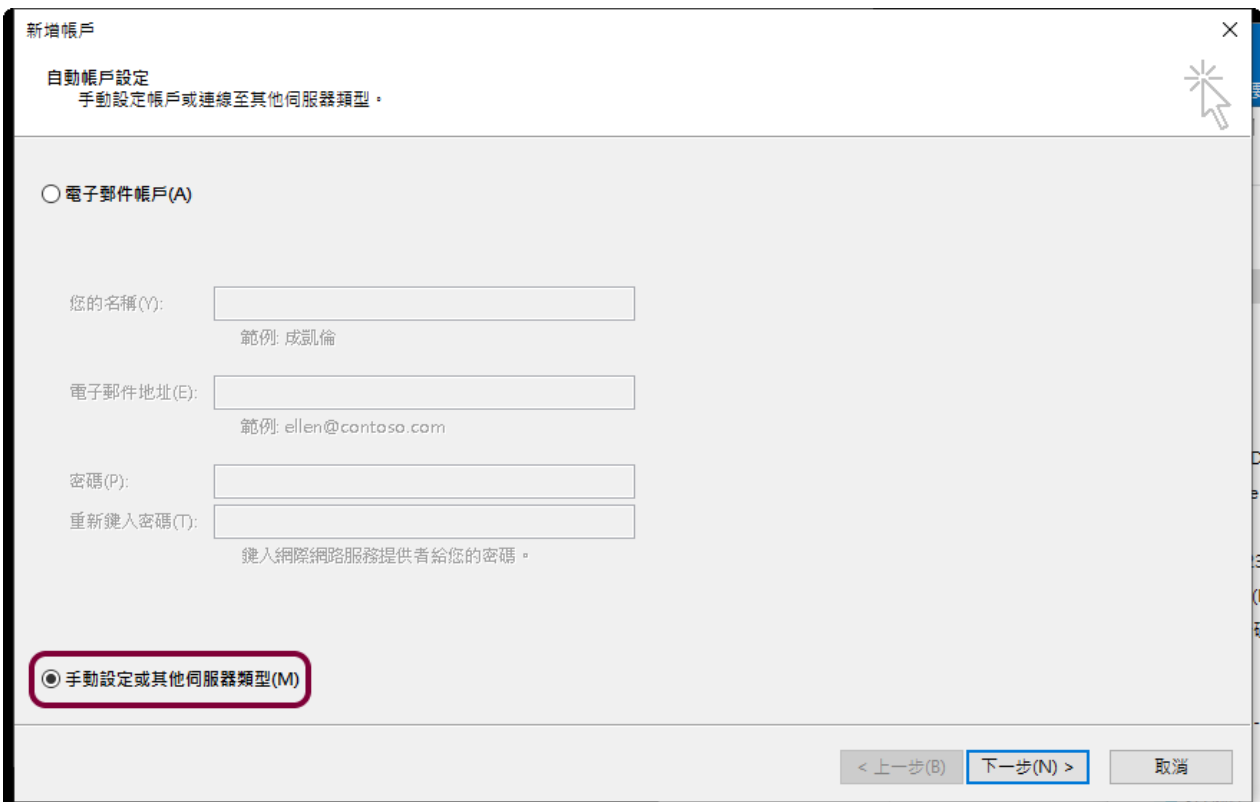 新增帳戶
自動帳戶設定
手動設定帳戶或連線至其他伺服器類型。
電子郵件帳戶(A)
您的名稱(Y):
範例: 成凱倫
電子郵件地址(E):
範例: ellen@contoso.com
密碼(P):
重新鍵入密碼(T):
鍵入網際網路服務提供者給您的密碼。
手動設定或其他伺服器類型(M)
< 上一步(B) 下一步(N) > 取消